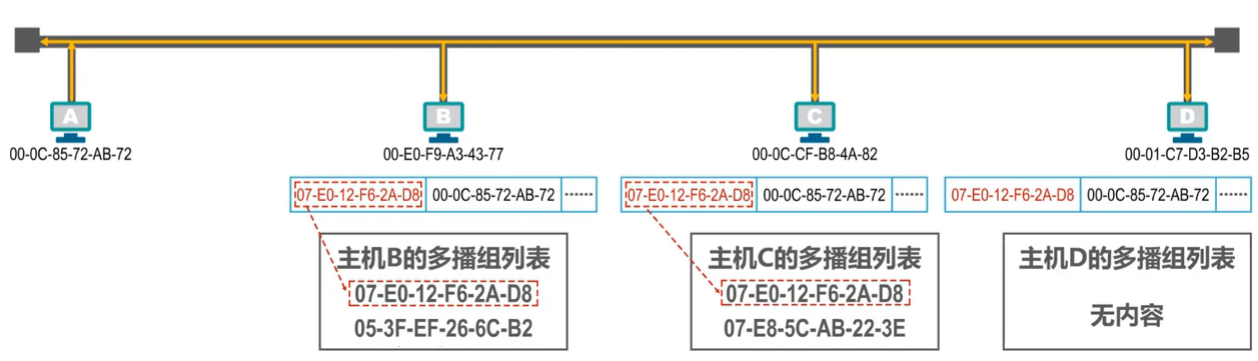 A
B
C
D
00-0C-85-72-AB-72
00-E0-F9-A3-43-77
00-0C-CF-B8-4A-82
00-01-C7-D3-B2-B5
07-E0-12-F6-2A-D8 00-0C-85-72-AB-72 ······
07-E0-12-F6-2A-D8 00-0C-85-72-AB-72 ······
07-E0-12-F6-2A-D8 00-0C-85-72-AB-72 ······
主机B的多播组列表
07-E0-12-F6-2A-D8
05-3F-EF-26-6C-B2
主机C的多播组列表
07-E0-12-F6-2A-D8
07-E8-5C-AB-22-3E
主机D的多播组列表
无内容